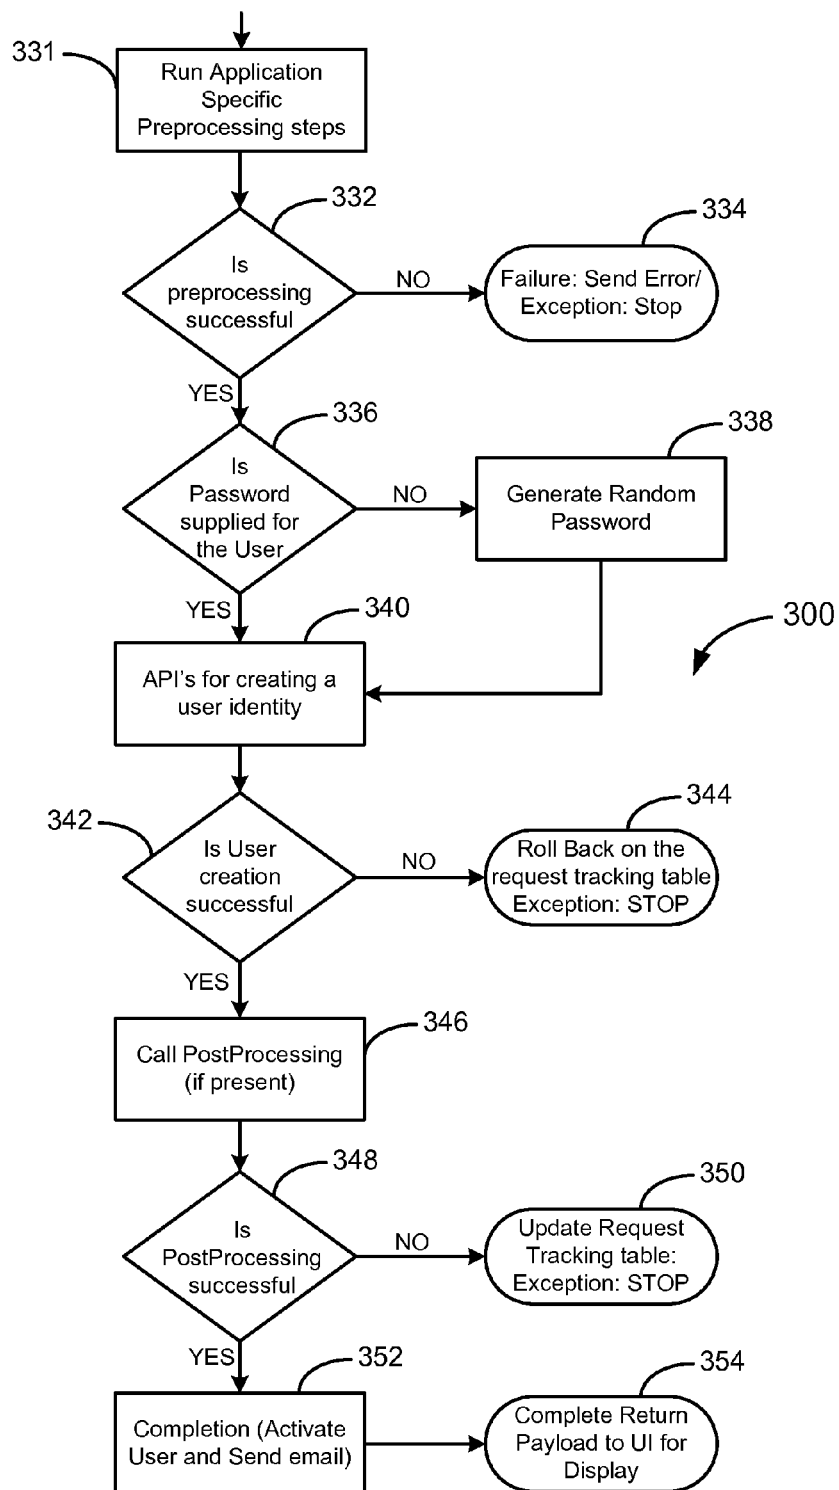 331
Run Application
Specific
Preprocessing steps
332
Is
preprocessing
successful
NO
334
Failure: Send Error/
Exception: Stop
YES
336
Is
Password
supplied for
the User
NO
338
Generate Random
Password
YES
340
300
API's for creating a
user identity
342
Is User
creation
successful
NO
344
Roll Back on the
request tracking table
Exception: STOP
YES
346
Call PostProcessing
(if present)
348
Is
PostProcessing
successful
NO
350
Update Request
Tracking table:
Exception: STOP
YES
352
Completion (Activate
User and Send email)
354
Complete Return
Payload to UI for
Display